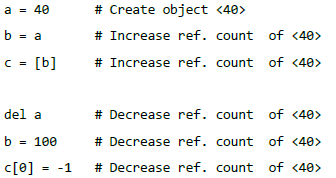 a = 40 # Create object <40>
b = a # Increase ref. count of <40>
c = [b] # Increase ref. count of <40>
del a # Decrease ref. count of <40>
b = 100 # Decrease ref. count of <40>
c[0] = -1 # Decrease ref. count of <40>